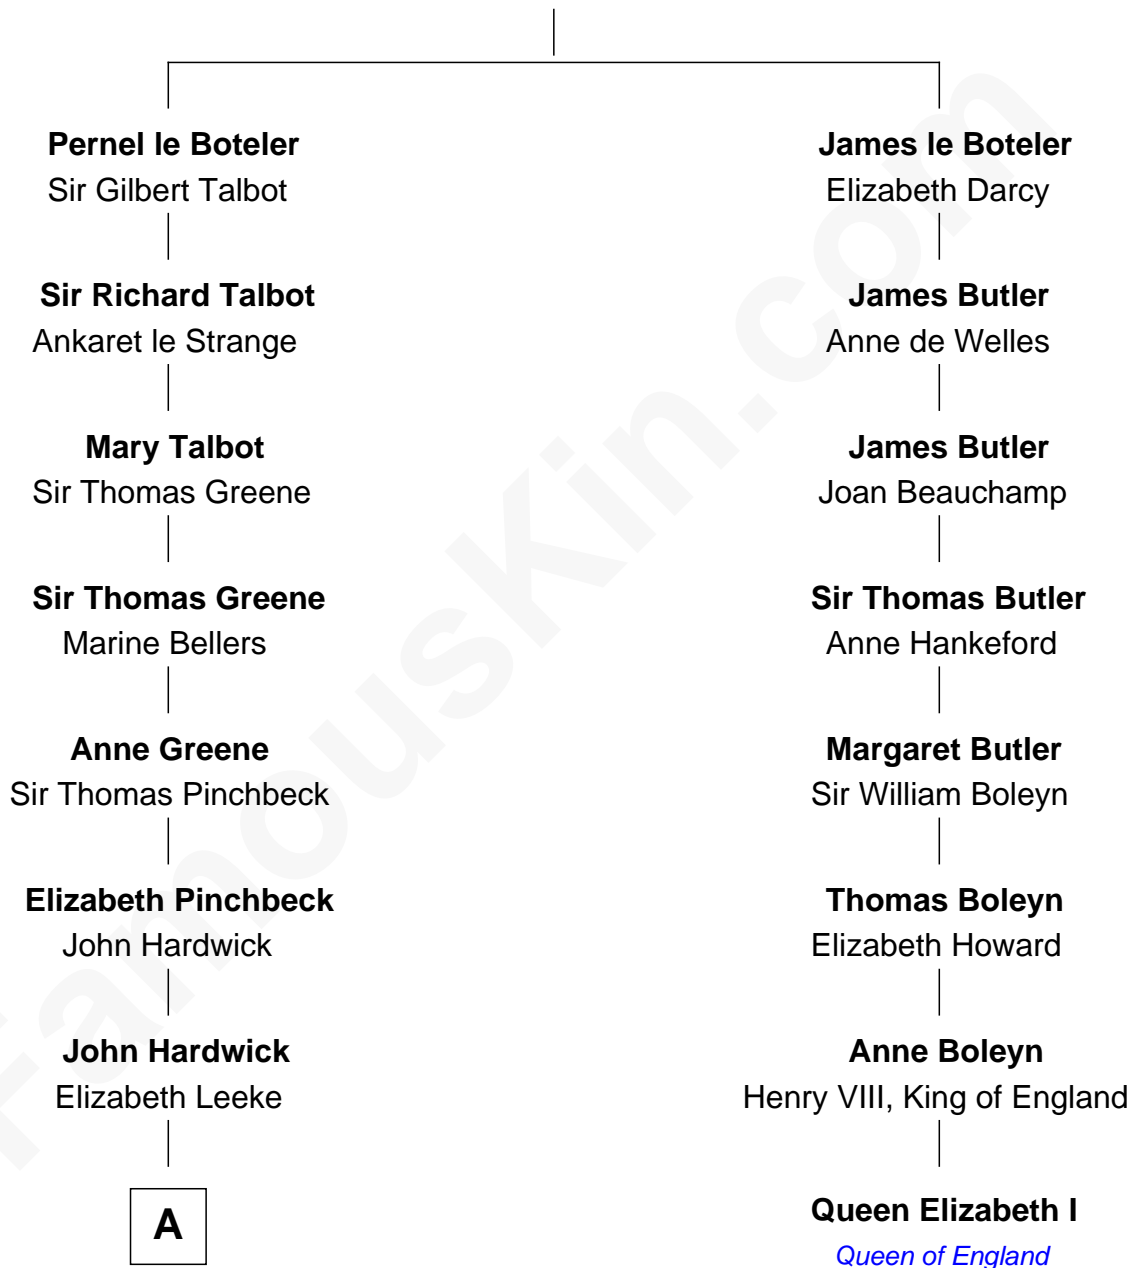 Pernel le Boteler
Sir Gilbert Talbot
James le Boteler
Elizabeth Darcy
Sir Richard Talbot
Ankaret le Strange
James Butler
Anne de Welles
Mary Talbot
Sir Thomas Greene
James Butler
Joan Beauchamp
Sir Thomas Greene
Marine Bellers
Sir Thomas Butler
Anne Hankeford
Anne Greene
Sir Thomas Pinchbeck
Margaret Butler
Sir William Boleyn
Elizabeth Pinchbeck
John Hardwick
Thomas Boleyn
Elizabeth Howard
John Hardwick
Elizabeth Leeke
Anne Boleyn
Henry VIII, King of England
A
Queen Elizabeth I
Queen of England
FamousKin.com